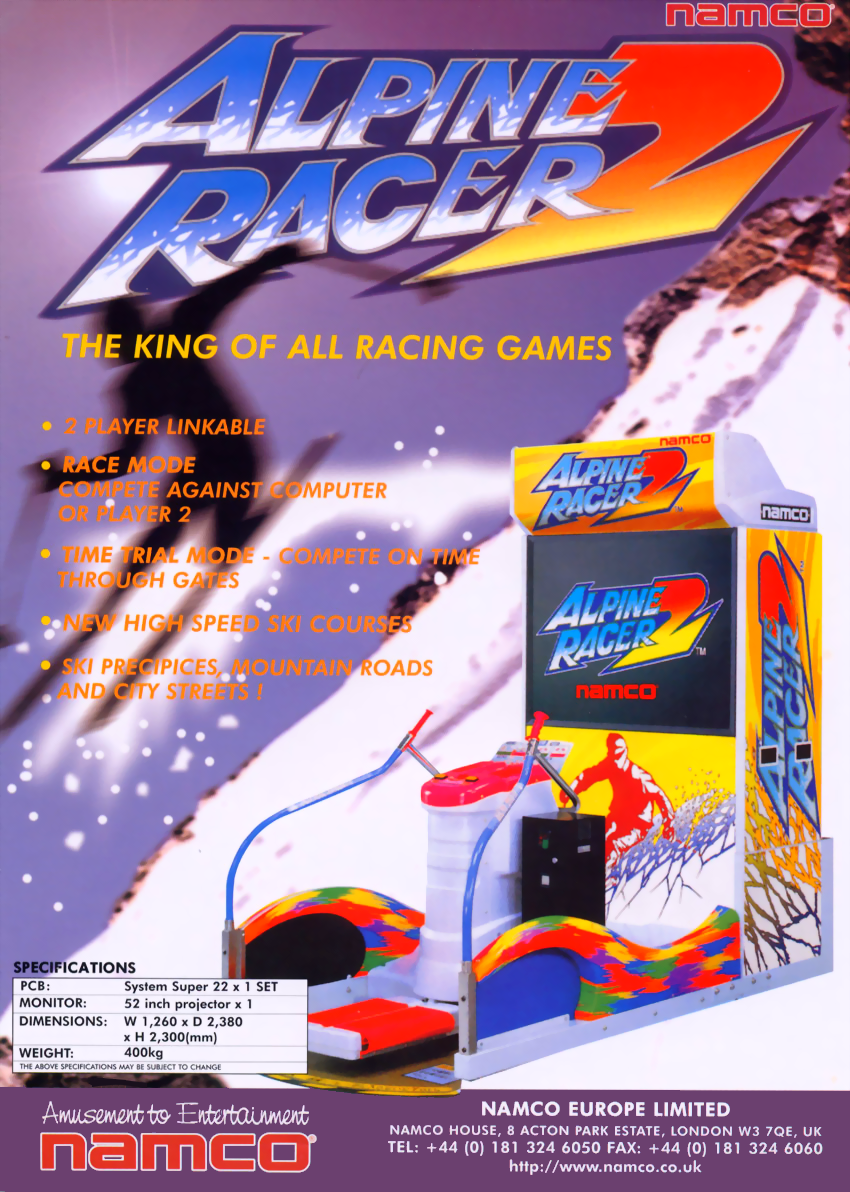 namco
ALPINE
RACER 2
THE KING OF ALL RACING GAMES
• 2 PLAYER LINKABLE
• RACE MODE
COMPETE AGAINST COMPUTER
OR PLAYER 2
• TIME TRIAL MODE - COMPETE ON TIME
THROUGH GATES
• NEW HIGH SPEED SKI COURSES
• SKI PRECIPICES, MOUNTAIN ROADS
AND CITY STREETS !
namco
ALPINE
RACER 2
TM
namco
ALPINE
RACER 2
TM
namco
ALPINE
RACER 2
SPECIFICATIONS
PCB: System Super 22 x 1 SET
MONITOR: 52 inch projector x 1
DIMENSIONS: W 1,260 x D 2,380
x H 2,300(mm)
WEIGHT: 400kg
THE ABOVE SPECIFICATIONS MAY BE SUBJECT TO CHANGE
Amusement to Entertainment
namco®
NAMCO EUROPE LIMITED
NAMCO HOUSE, 8 ACTON PARK ESTATE, LONDON W3 7QE, UK
TEL: +44 (0) 181 324 6050 FAX: +44 (0) 181 324 6060
http://www.namco.co.uk